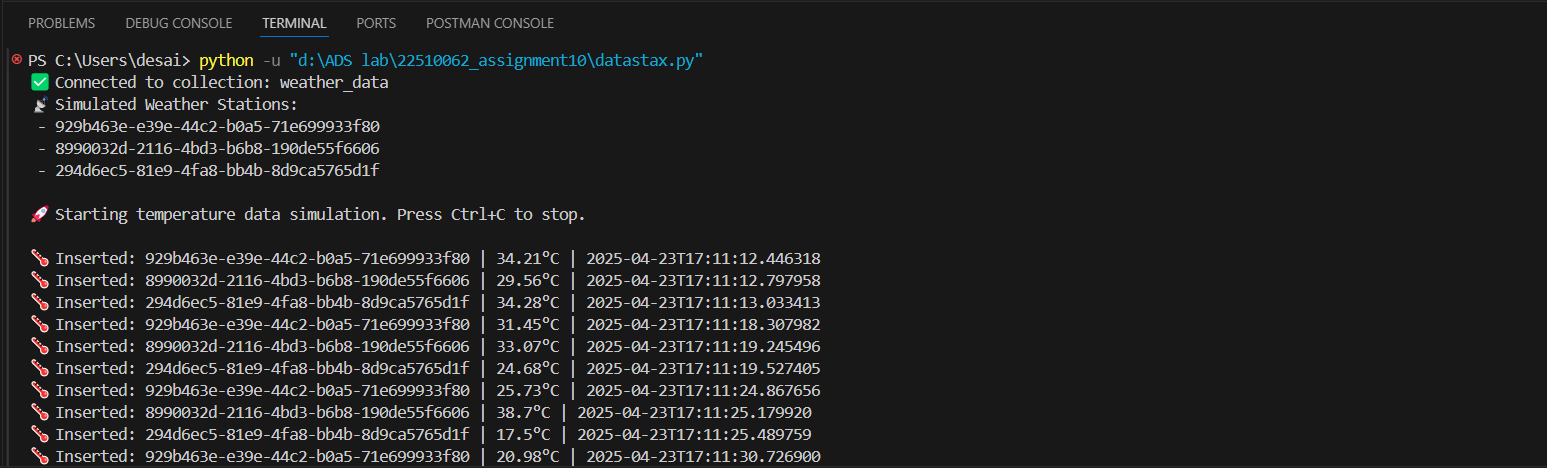 PROBLEMS DEBUG CONSOLE TERMINAL PORTS POSTMAN CONSOLE
PS C:\Users\desai> python -u "d:\ADS lab\22510062_assignment10\datastax.py"
✅ Connected to collection: weather_data
📡 Simulated Weather Stations:
- 929b463e-e39e-44c2-b0a5-71e699933f80
- 8990032d-2116-4bd3-b6b8-190de55f6606
- 294d6ec5-81e9-4fa8-bb4b-8d9ca5765d1f
🚀 Starting temperature data simulation. Press Ctrl+C to stop.
🌡️ Inserted: 929b463e-e39e-44c2-b0a5-71e699933f80 | 34.21°C | 2025-04-23T17:11:12.446318
🌡️ Inserted: 8990032d-2116-4bd3-b6b8-190de55f6606 | 29.56°C | 2025-04-23T17:11:12.797958
🌡️ Inserted: 294d6ec5-81e9-4fa8-bb4b-8d9ca5765d1f | 34.28°C | 2025-04-23T17:11:13.033413
🌡️ Inserted: 929b463e-e39e-44c2-b0a5-71e699933f80 | 31.45°C | 2025-04-23T17:11:18.307982
🌡️ Inserted: 8990032d-2116-4bd3-b6b8-190de55f6606 | 33.07°C | 2025-04-23T17:11:19.245496
🌡️ Inserted: 294d6ec5-81e9-4fa8-bb4b-8d9ca5765d1f | 24.68°C | 2025-04-23T17:11:19.527405
🌡️ Inserted: 929b463e-e39e-44c2-b0a5-71e699933f80 | 25.73°C | 2025-04-23T17:11:24.867656
🌡️ Inserted: 8990032d-2116-4bd3-b6b8-190de55f6606 | 38.7°C | 2025-04-23T17:11:25.179920
🌡️ Inserted: 294d6ec5-81e9-4fa8-bb4b-8d9ca5765d1f | 17.5°C | 2025-04-23T17:11:25.489759
🌡️ Inserted: 929b463e-e39e-44c2-b0a5-71e699933f80 | 20.98°C | 2025-04-23T17:11:30.726900